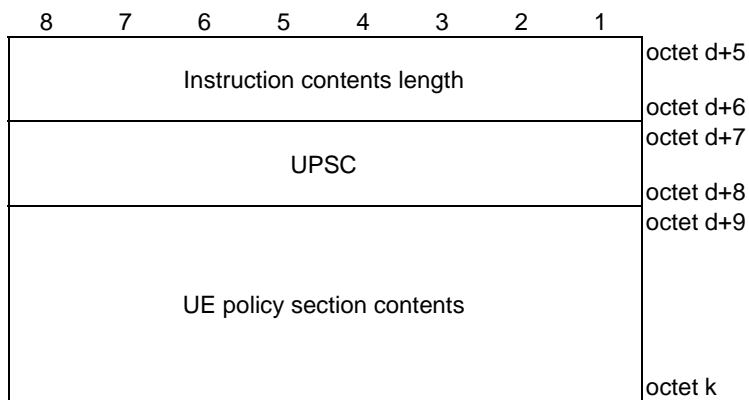 8 7 6 5 4 3 2 1
octet d+5
Instruction contents length
octet d+6
octet d+7
UPSC
octet d+8
octet d+9
UE policy section contents
octet k